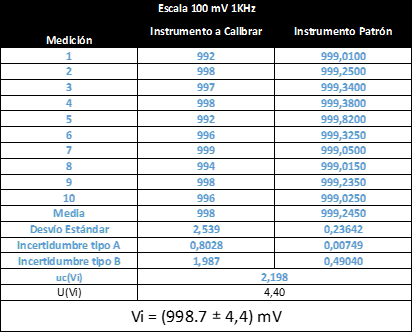 Escala 100 mV 1KHz
Medición Instrumento a Calibrar Instrumento Patrón
1 992 999,0100
2 998 999,2500
3 997 999,3400
4 998 999,3800
5 992 999,8200
6 996 999,3250
7 999 999,0500
8 994 999,0150
9 998 999,2350
10 996 999,0250
Media 998 999,2450
Desvío Estándar 2,539 0,23642
Incertidumbre tipo A 0,8028 0,00749
Incertidumbre tipo B 1,987 0,49040
uc(Vi) 2,198
U(Vi) 4,40
Vi = (998.7 ± 4,4) mV